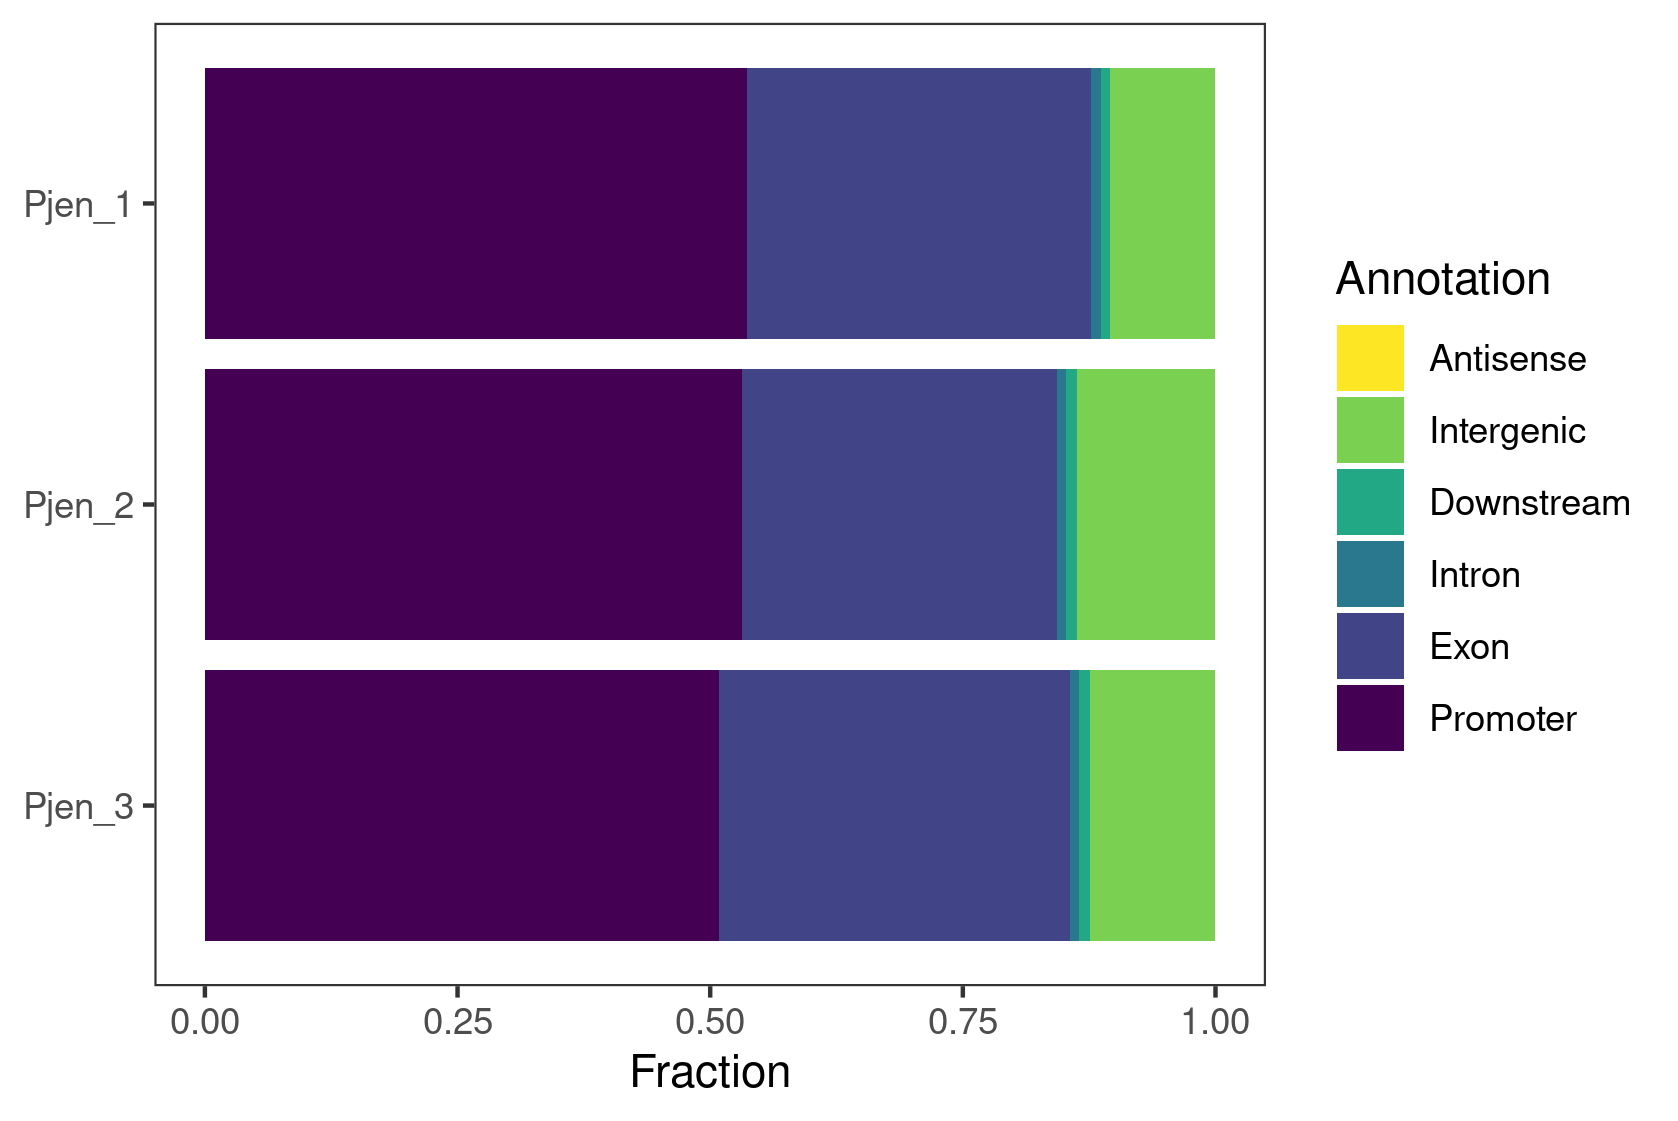 Pjen_1
Pjen_2
Pjen_3
0.00 0.25 0.50 0.75 1.00
Fraction
Annotation
Antisense
Intergenic
Downstream
Intron
Exon
Promoter